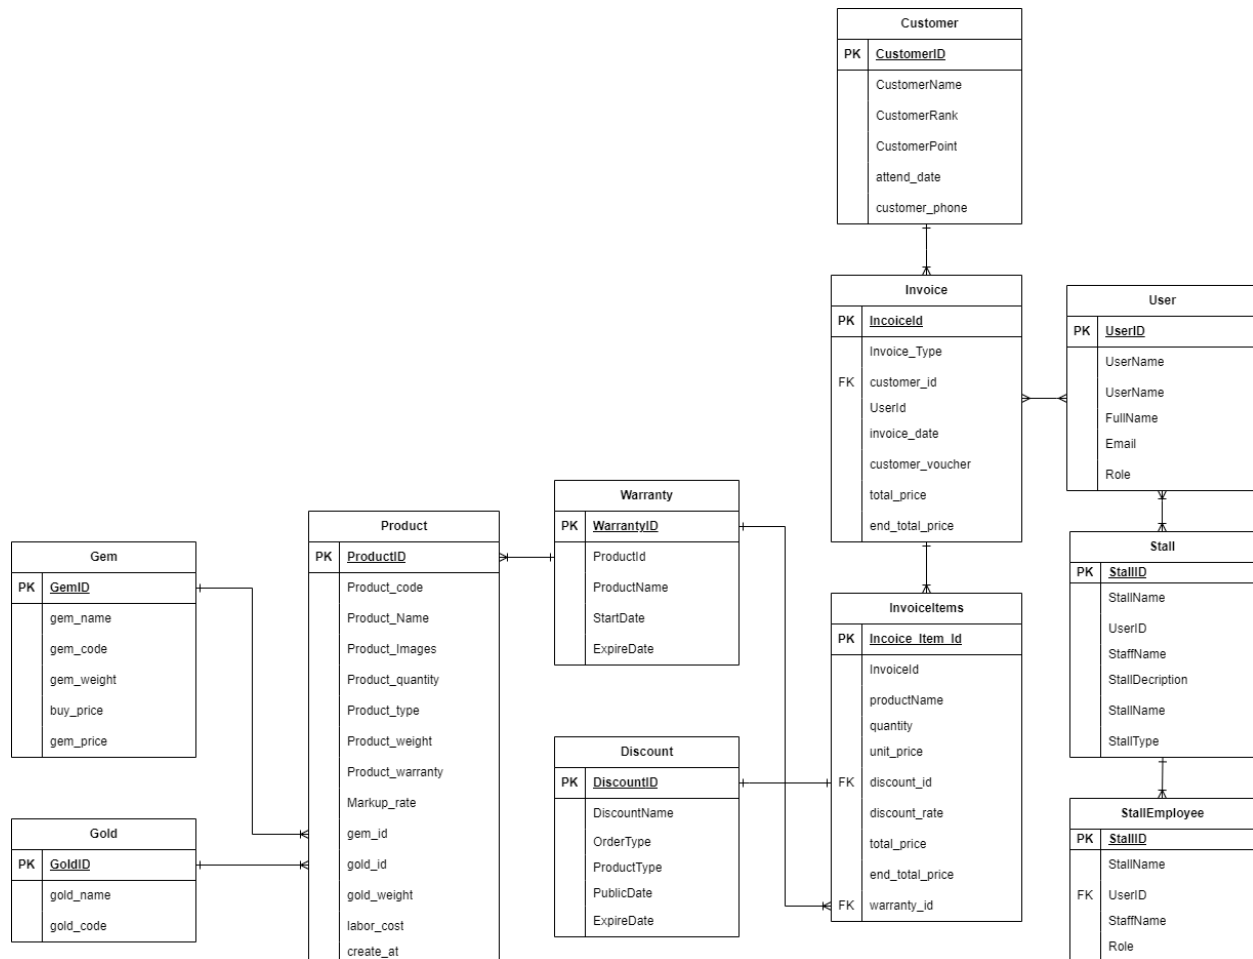 Customer
PK CustomerID
CustomerName
CustomerRank
CustomerPoint
attend_date
customer_phone
Invoice
PK IncoiceId
Invoice_Type
FK customer_id
UserId
invoice_date
customer_voucher
total_price
end_total_price
User
PK UserID
UserName
UserName
FullName
Email
Role
Warranty
PK WarrantyID
ProductId
ProductName
StartDate
ExpireDate
Product
PK ProductID
Product_code
Product_Name
Product_Images
Product_quantity
Product_type
Product_weight
Product_warranty
Markup_rate
gem_id
gold_id
gold_weight
labor_cost
create_at
Gem
PK GemID
gem_name
gem_code
gem_weight
buy_price
gem_price
Gold
PK GoldID
gold_name
gold_code
Discount
PK DiscountID
DiscountName
OrderType
ProductType
PublicDate
ExpireDate
InvoiceItems
PK Incoice_Item_Id
InvoiceId
productName
quantity
unit_price
FK discount_id
discount_rate
total_price
end_total_price
FK warranty_id
Stall
PK StallID
StallName
UserID
StaffName
StallDecription
StallName
StallType
StallEmployee
PK StallID
StallName
FK UserID
StaffName
Role